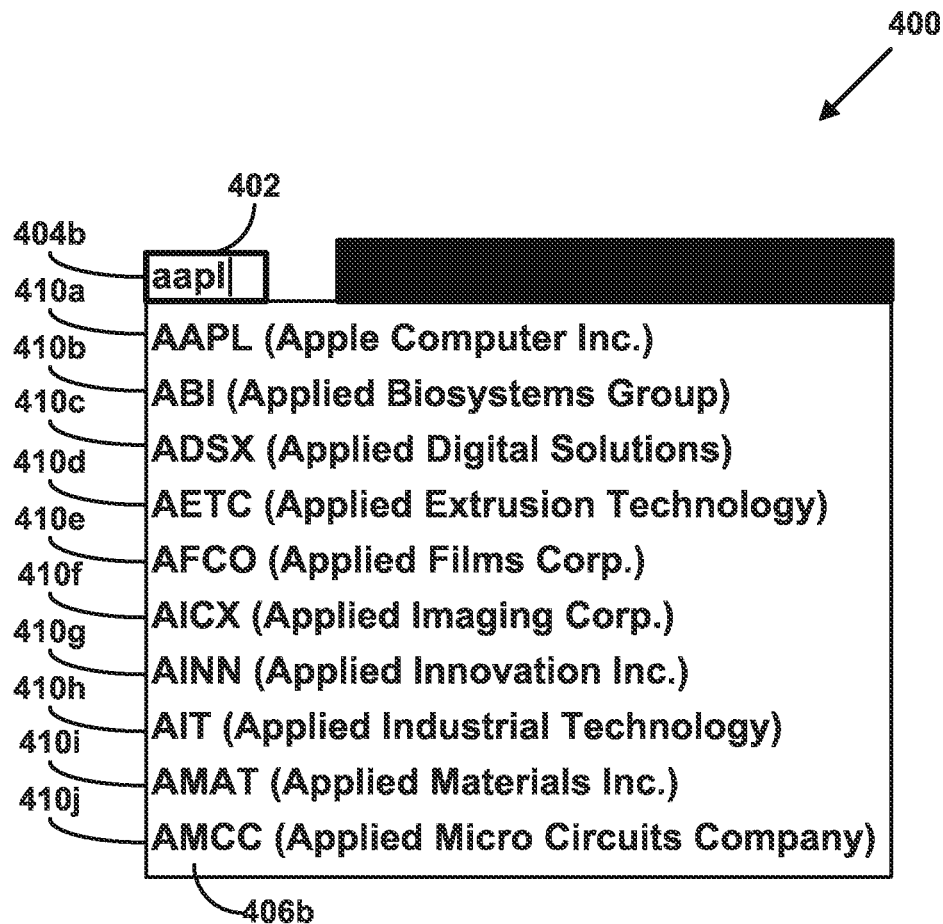 400
402
404b
aapl
410a
AAPL (Apple Computer Inc.)
410b
ABI (Applied Biosystems Group)
410c
ADSX (Applied Digital Solutions)
410d
AETC (Applied Extrusion Technology)
410e
AFCO (Applied Films Corp.)
410f
AICX (Applied Imaging Corp.)
410g
AINN (Applied Innovation Inc.)
410h
AIT (Applied Industrial Technology)
410i
AMAT (Applied Materials Inc.)
410j
AMCC (Applied Micro Circuits Company)
406b